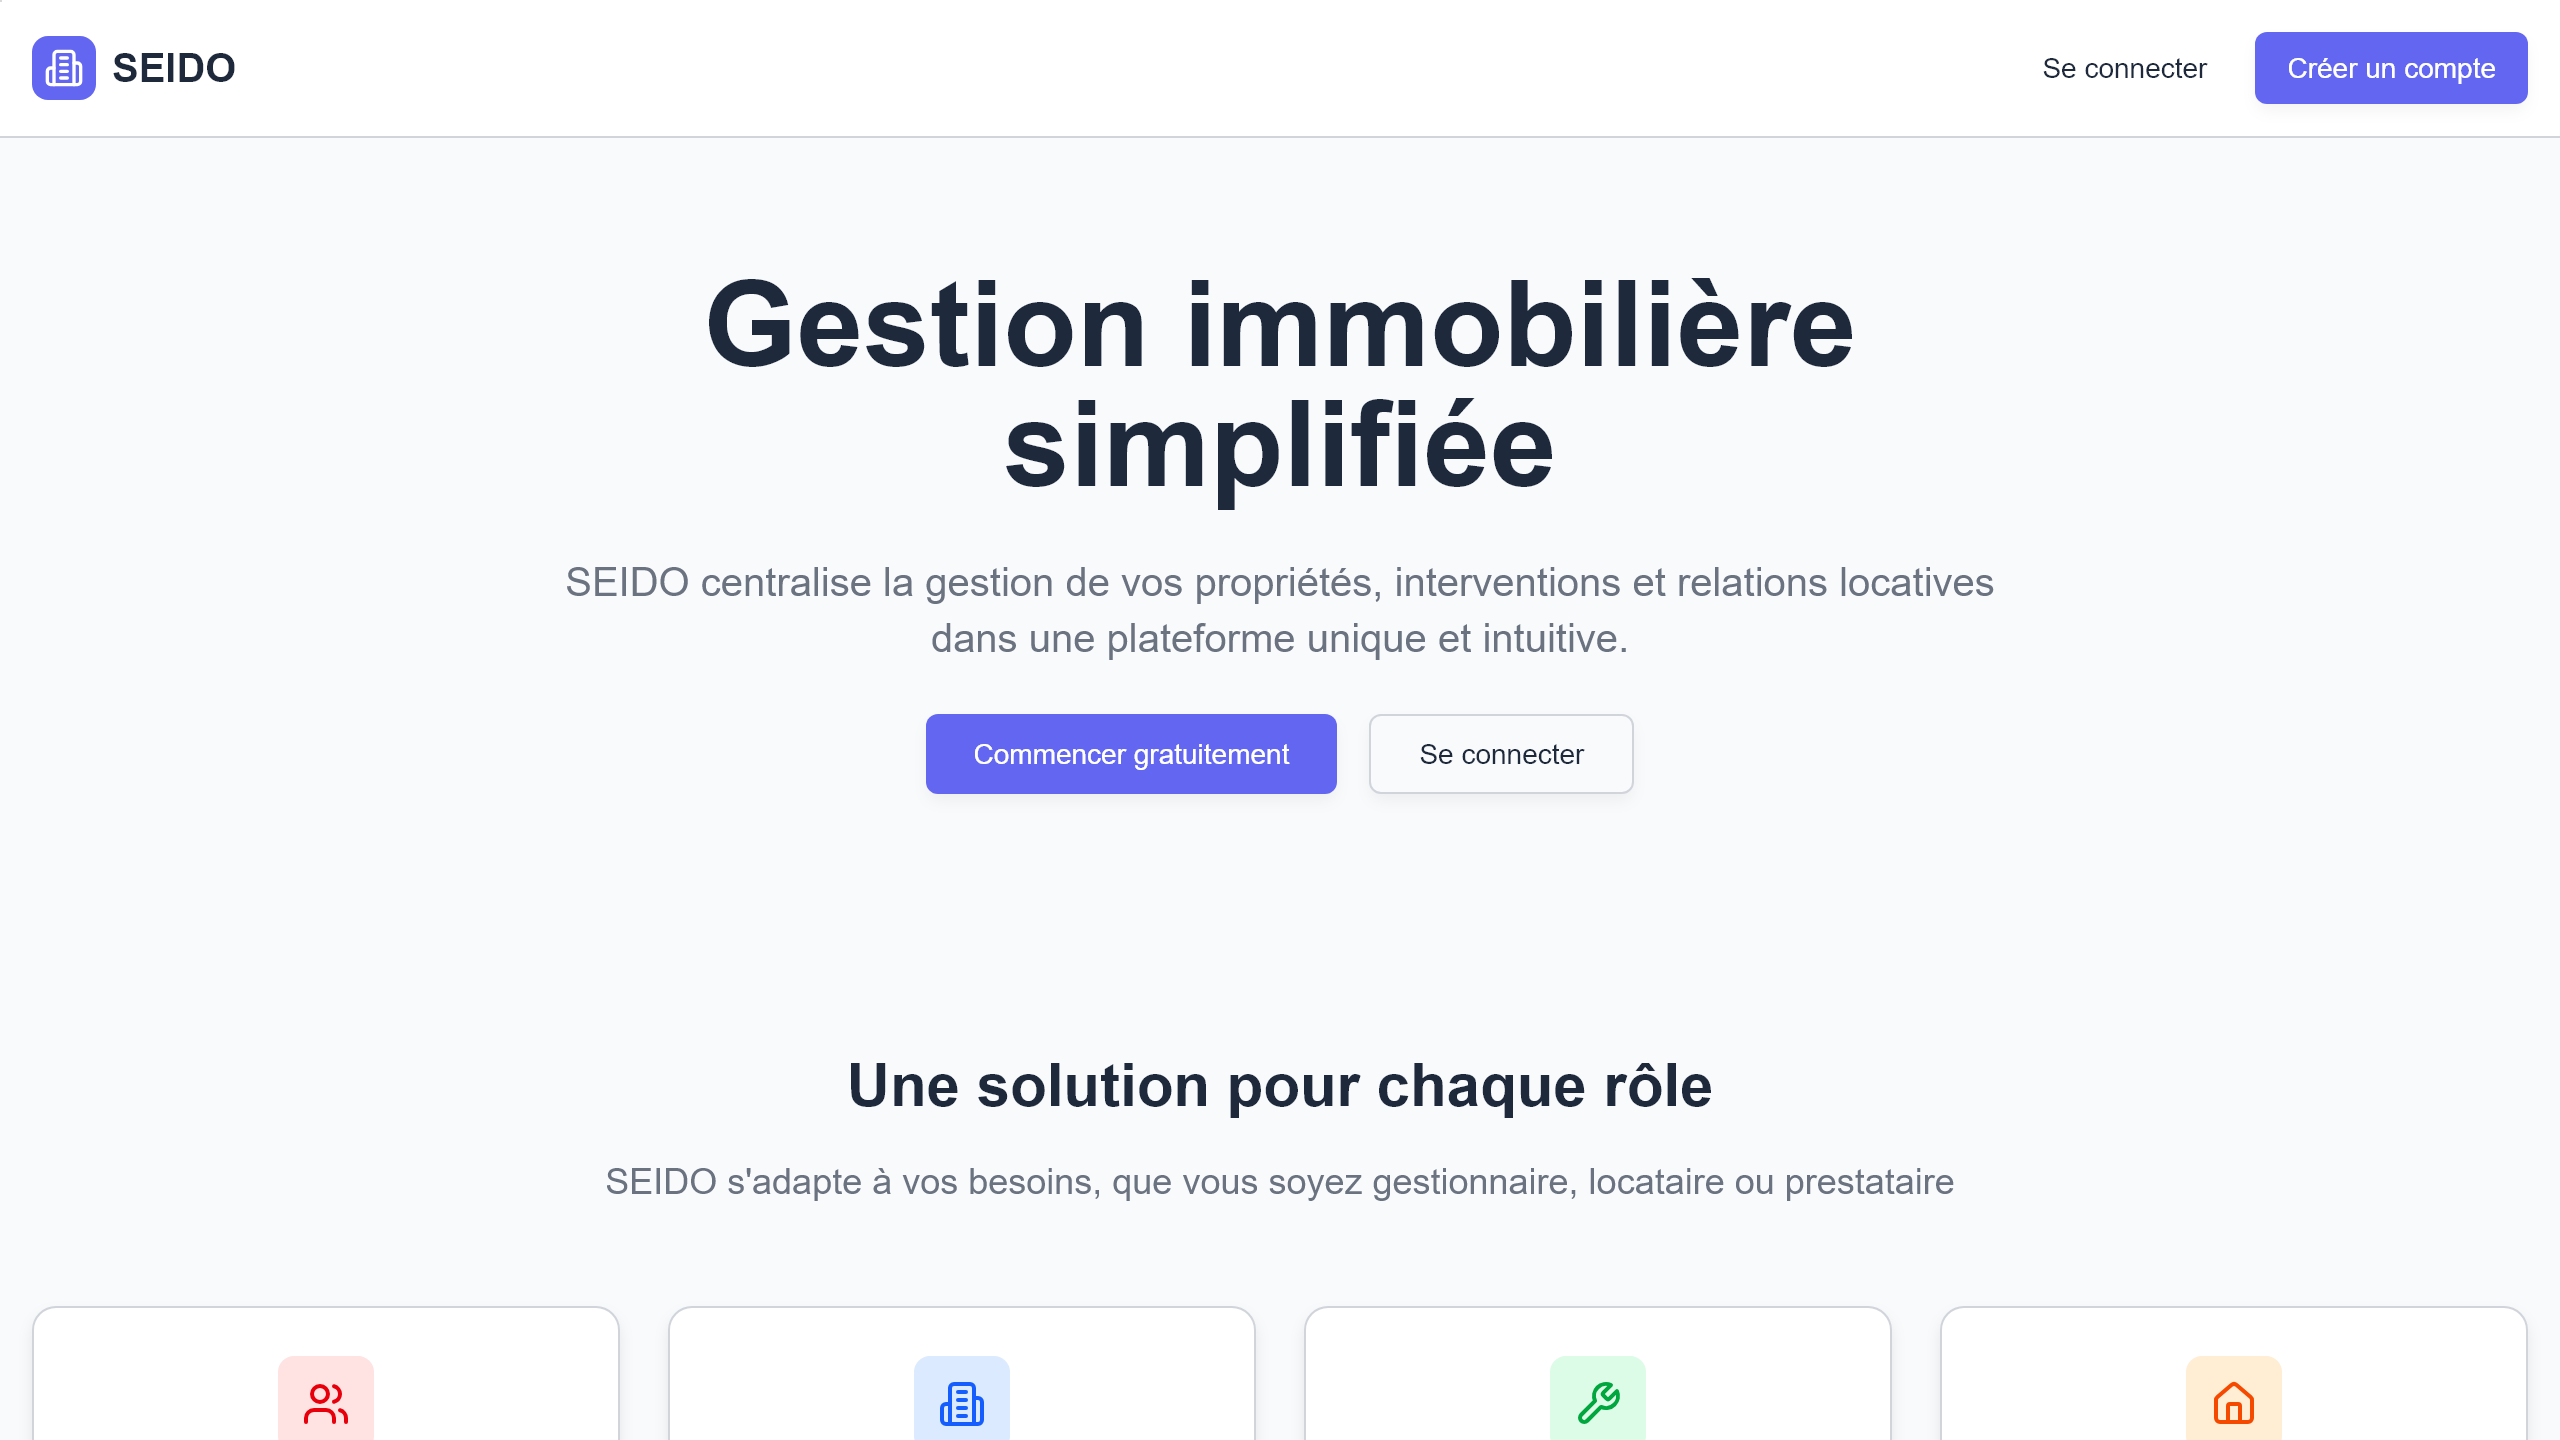 SEIDO
Se connecter
Créer un compte
Gestion immobilière
simplifiée
SEIDO centralise la gestion de vos propriétés, interventions et relations locatives
dans une plateforme unique et intuitive.
Commencer gratuitement
Se connecter
Une solution pour chaque rôle
SEIDO s'adapte à vos besoins, que vous soyez gestionnaire, locataire ou prestataire